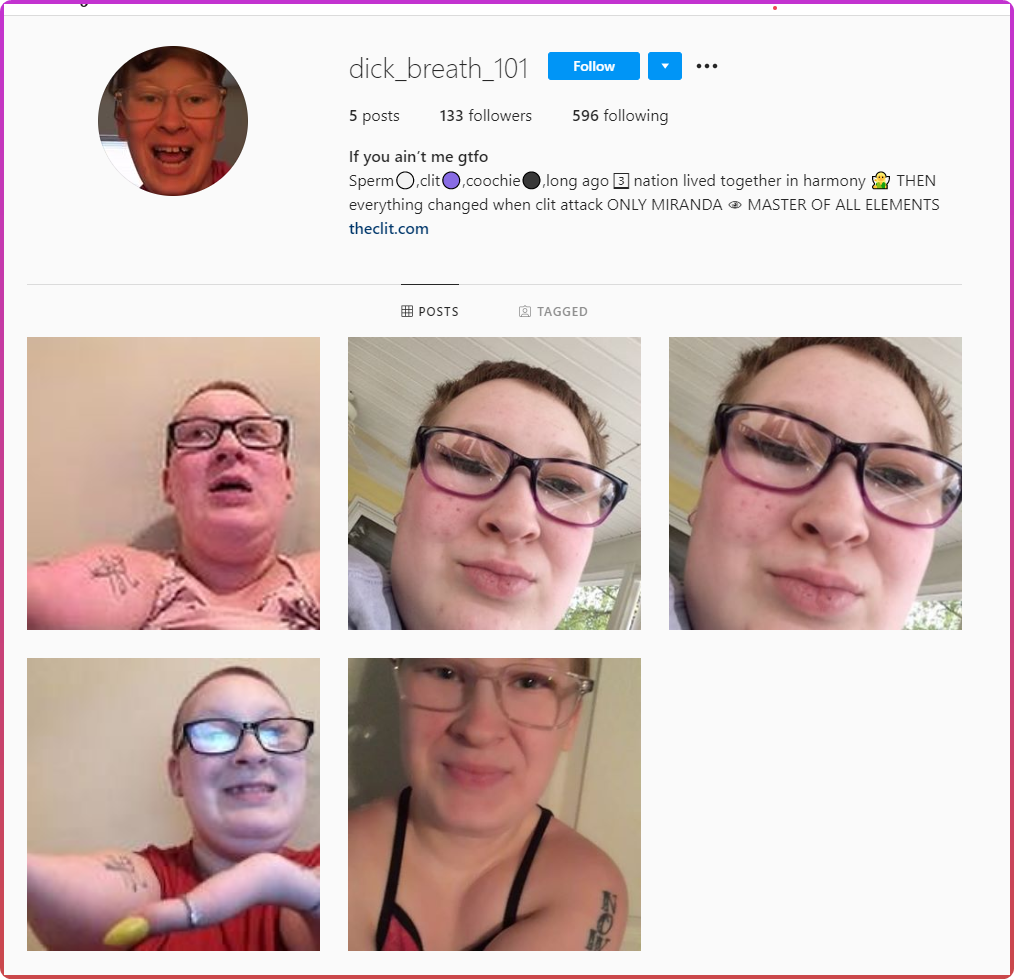 dick_breath_101 Follow
5 posts 133 followers 596 following
If you ain't me gtfo
Sperm⚪,clit🟣,coochie⚫,long ago 3 nation lived together in harmony 🤮 THEN
everything changed when clit attack ONLY MIRANDA 👁 MASTER OF ALL ELEMENTS
theclit.com
POSTS TAGGED
NOW